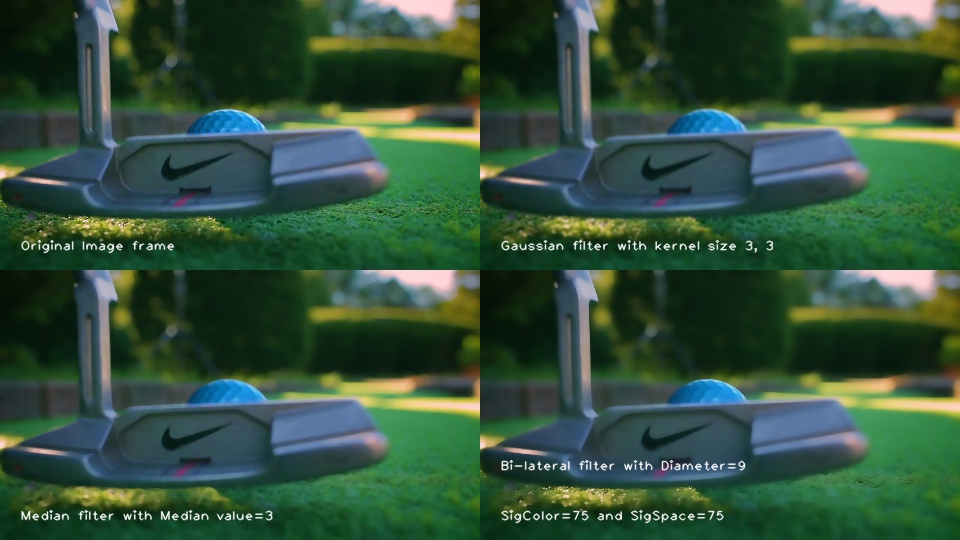 Original Image frame
Gaussian filter with kernel size 3, 3
Median filter with Median value=3
Bi-lateral filter with Diameter=9
SigColor=75 and SigSpace=75